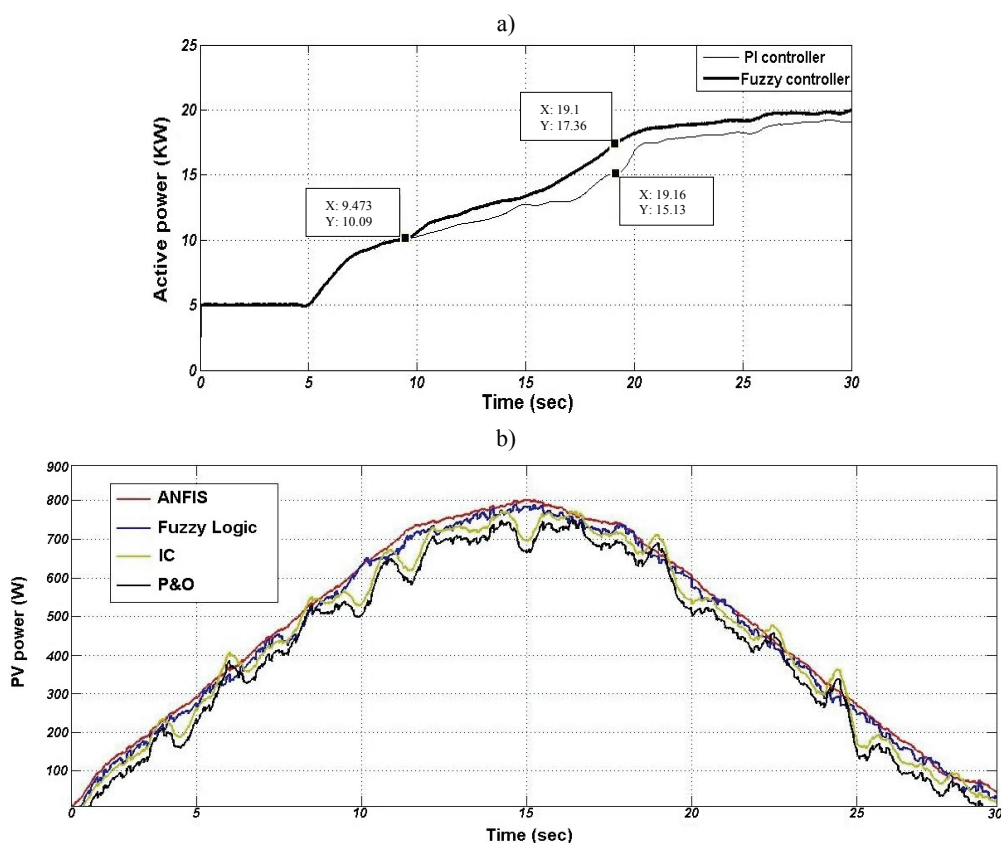 a)
25
20
15
10
5
0
Active power (KW)
PI controller
Fuzzy controller
X: 19.1
Y: 17.36
X: 9.473
Y: 10.09
X: 19.16
Y: 15.13
0 5 10 15 20 25 30
Time (sec)
b)
900
800
700
600
500
400
300
200
100
PV power (W)
ANFIS
Fuzzy Logic
IC
P&O
0 5 10 15 20 25 30
Time (sec)